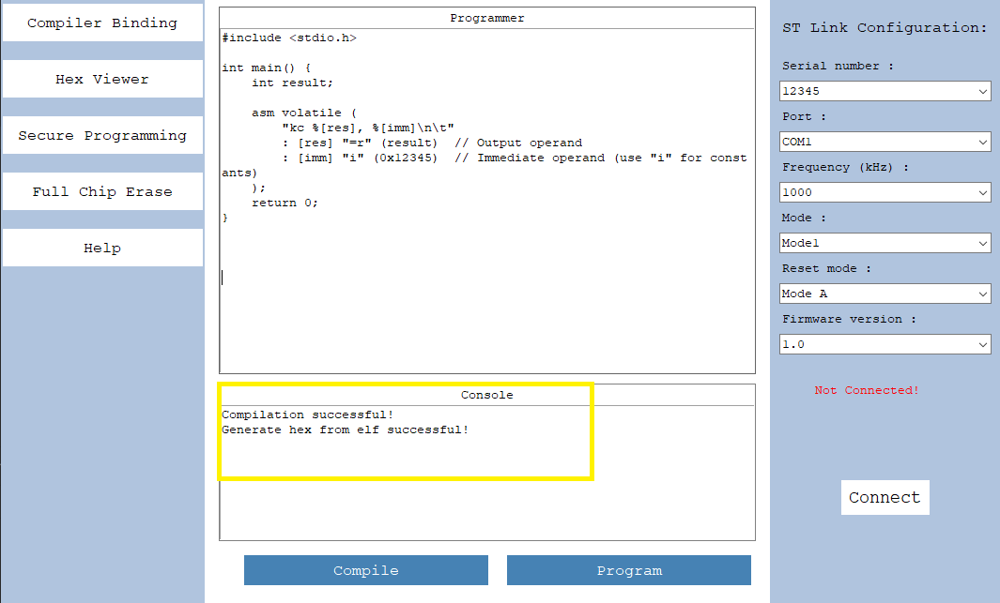 Compiler Binding
Hex Viewer
Secure Programming
Full Chip Erase
Help
Programmer
#include <stdio.h>
int main() {
    int result;
    asm volatile (
        "kc %[res], %[imm]\n\t"
        : [res] "=r" (result)  // Output operand
        : [imm] "i" (0x12345)  // Immediate operand (use "i" for const
ants)
    );
    return 0;
}
Console
Compilation successful!
Generate hex from elf successful!
Compile
Program
ST Link Configuration:
Serial number :
12345
Port :
COM1
Frequency (kHz) :
1000
Mode :
Mode1
Reset mode :
Mode A
Firmware version :
1.0
Not Connected!
Connect